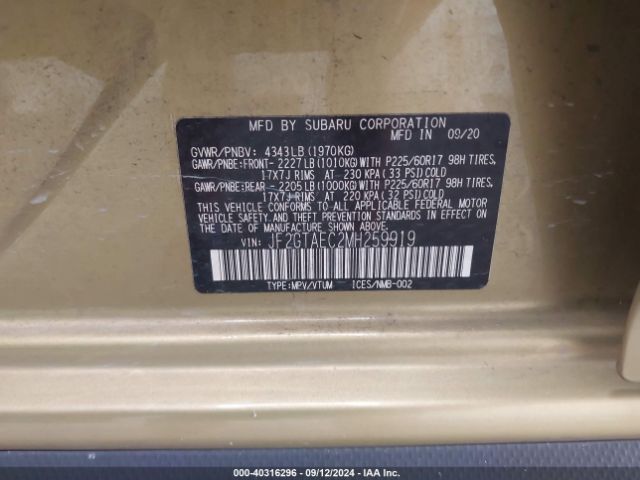 MFD BY SUBARU CORPORATION
MFD IN 09/20
GVWR/PNBV: 4343LB (1970KG)
GAWR/PNBE:FRONT- 2227LB (1010KG) WITH P225/60R17 98H TIRES,
17X7J RIMS AT 230 KPA (33 PSI) COLD
GAWR/PNBE:REAR - 2205LB (1000KG) WITH P225/60R17 98H TIRES,
17X7J RIMS AT 220 KPA (32 PSI) COLD
THIS VEHICLE CONFORMS TO ALL APPLICABLE FEDERAL MOTOR
VEHICLE SAFETY, BUMPER, AND THEFT PREVENTION STANDARDS
IN EFFECT ON THE DATE OF MANUFACTURE SHOWN ABOVE.
VIN: JF2GTAEC2MH259919
TYPE:MPV/VTUM ICES/NMB-002
000-40316296 - 09/12/2024 - IAA Inc.